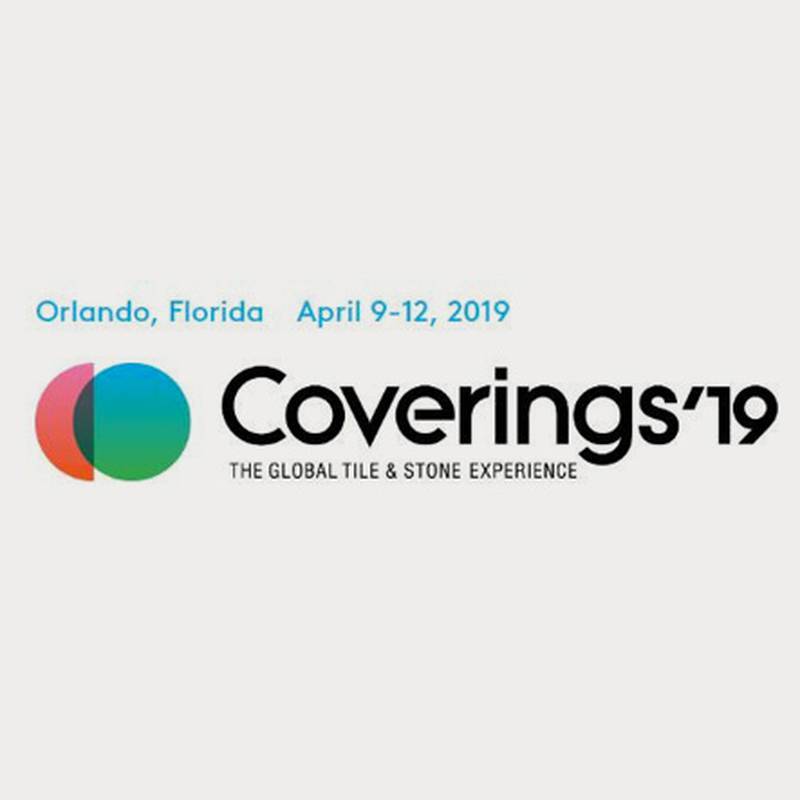 Orlando, Florida April 9-12, 2019
Coverings'19
THE GLOBAL TILE & STONE EXPERIENCE